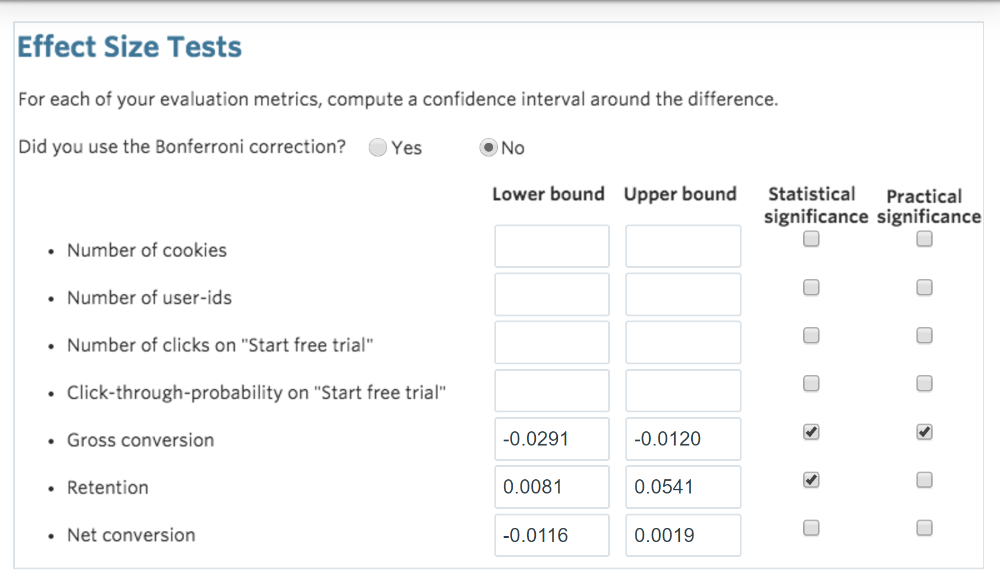 Effect Size Tests
For each of your evaluation metrics, compute a confidence interval around the difference.
Did you use the Bonferroni correction? Yes No
Lower bound Upper bound Statistical significance Practical significance
• Number of cookies
• Number of user-ids
• Number of clicks on "Start free trial"
• Click-through-probability on "Start free trial"
• Gross conversion -0.0291 -0.0120
• Retention 0.0081 0.0541
• Net conversion -0.0116 0.0019